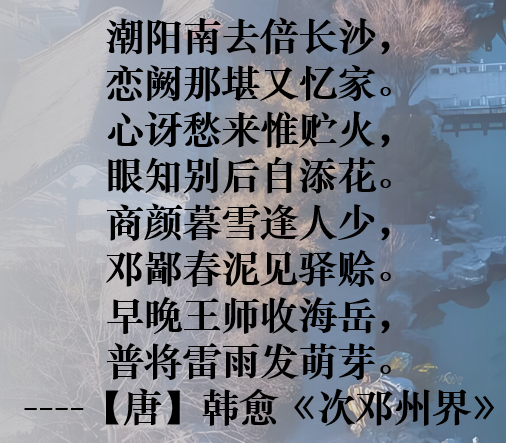 潮阳南去倍长沙，
恋阙那堪又忆家。
心讶愁来惟贮火，
眼知别后自添花。
商颜暮雪逢人少，
邓鄙春泥见驿赊。
早晚王师收海岳，
普将雷雨发萌芽。
----【唐】韩愈《次邓州界》